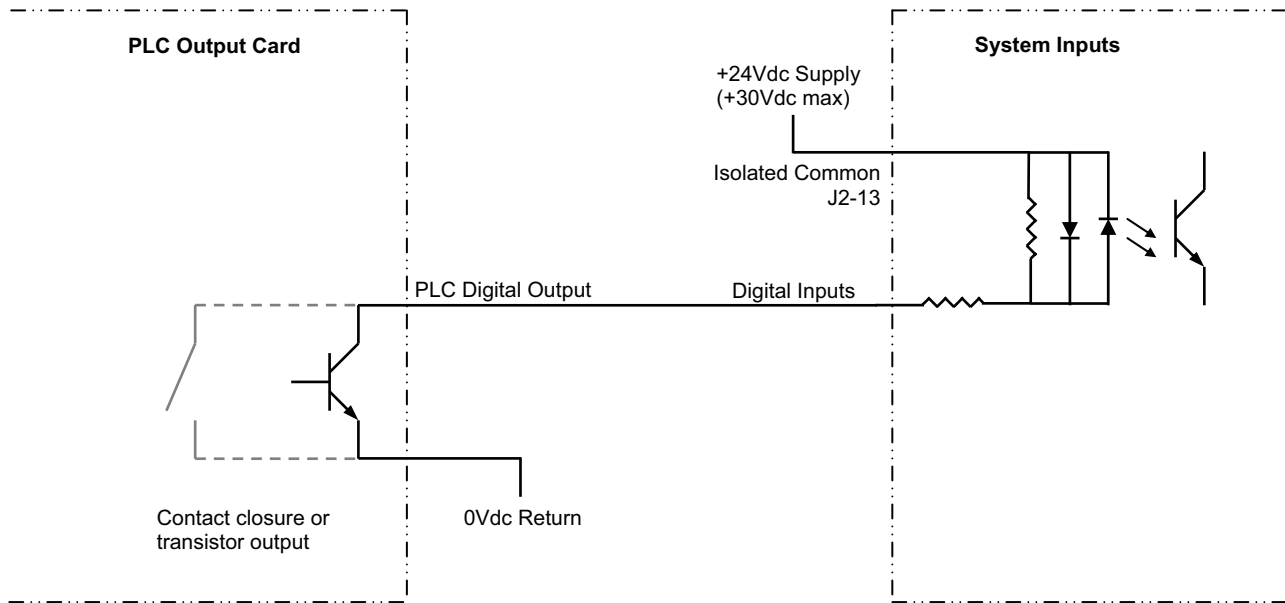 PLC Output Card
System Inputs
+24Vdc Supply
(+30Vdc max)
Isolated Common
J2-13
PLC Digital Output
Digital Inputs
Contact closure or
transistor output
0Vdc Return